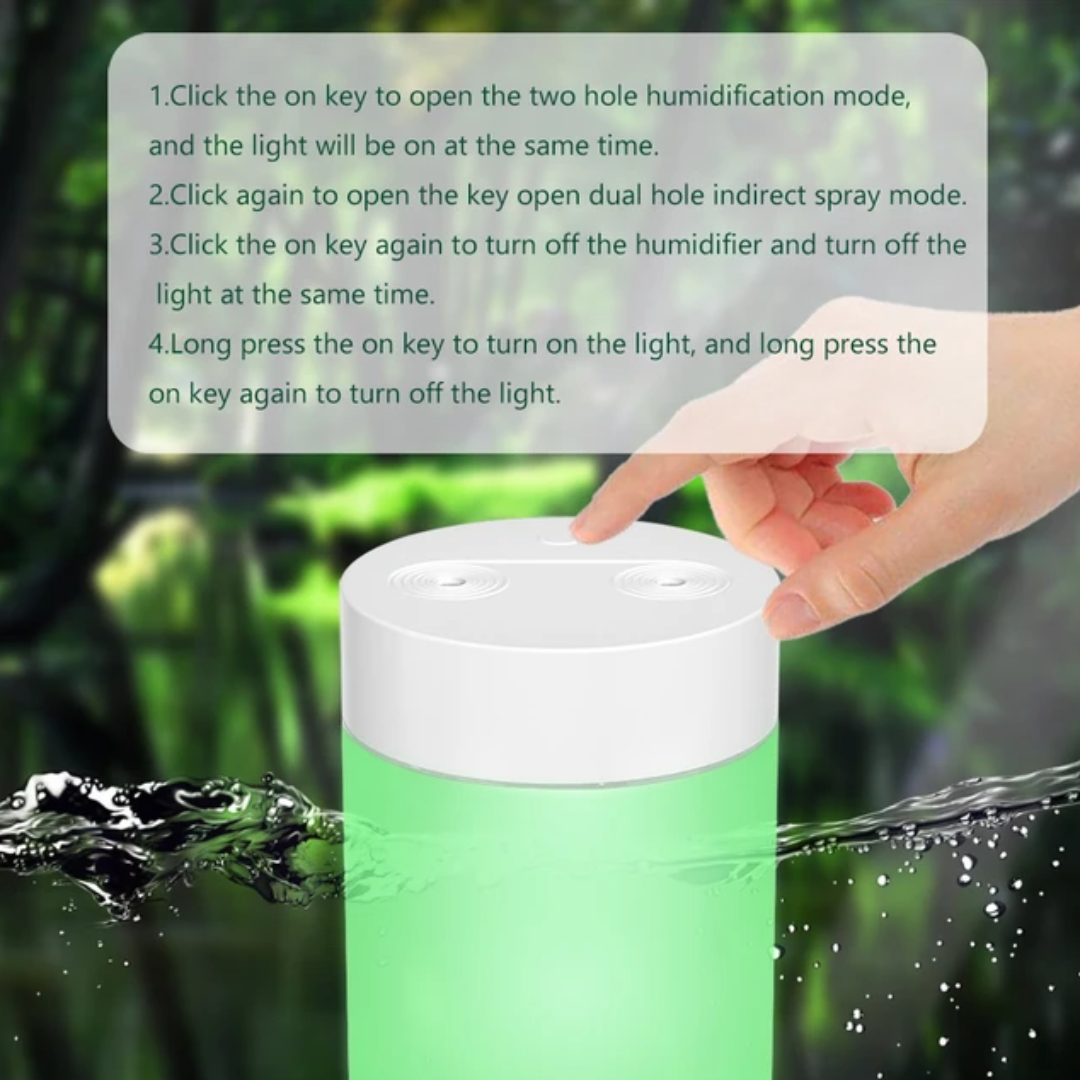 1.Click the on key to open the two hole humidification mode,
and the light will be on at the same time.
2.Click again to open the key open dual hole indirect spray mode.
3.Click the on key again to turn off the humidifier and turn off the
light at the same time.
4.Long press the on key to turn on the light, and long press the
on key again to turn off the light.